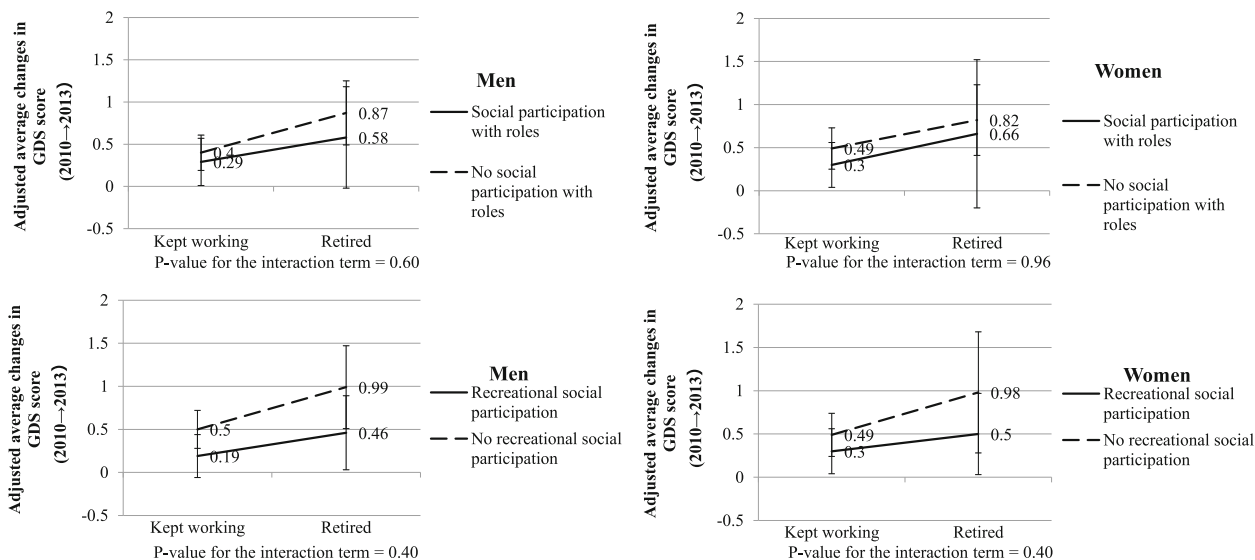 Adjusted average changes in
GDS score
(2010→2013)
2
1.5
1
0.5
0
-0.5
0.4
0.29
0.87
0.58
Kept working
Retired
P-value for the interaction term = 0.60
Men
Social participation
with roles
No social
participation with
roles
Adjusted average changes in
GDS score
(2010→2013)
2
1.5
1
0.5
0
-0.5
0.49
0.3
0.82
0.66
Kept working
Retired
P-value for the interaction term = 0.96
Women
Social participation
with roles
No social
participation with
roles
Adjusted average changes in
GDS score
(2010→2013)
2
1.5
1
0.5
0
-0.5
0.5
0.19
0.99
0.46
Kept working
Retired
P-value for the interaction term = 0.40
Men
Recreational social
participation
No recreational social
participation
Adjusted average changes in
GDS score
(2010→2013)
2
1.5
1
0.5
0
-0.5
0.49
0.3
0.98
0.5
Kept working
Retired
P-value for the interaction term = 0.40
Women
Recreational social
participation
No recreational social
participation